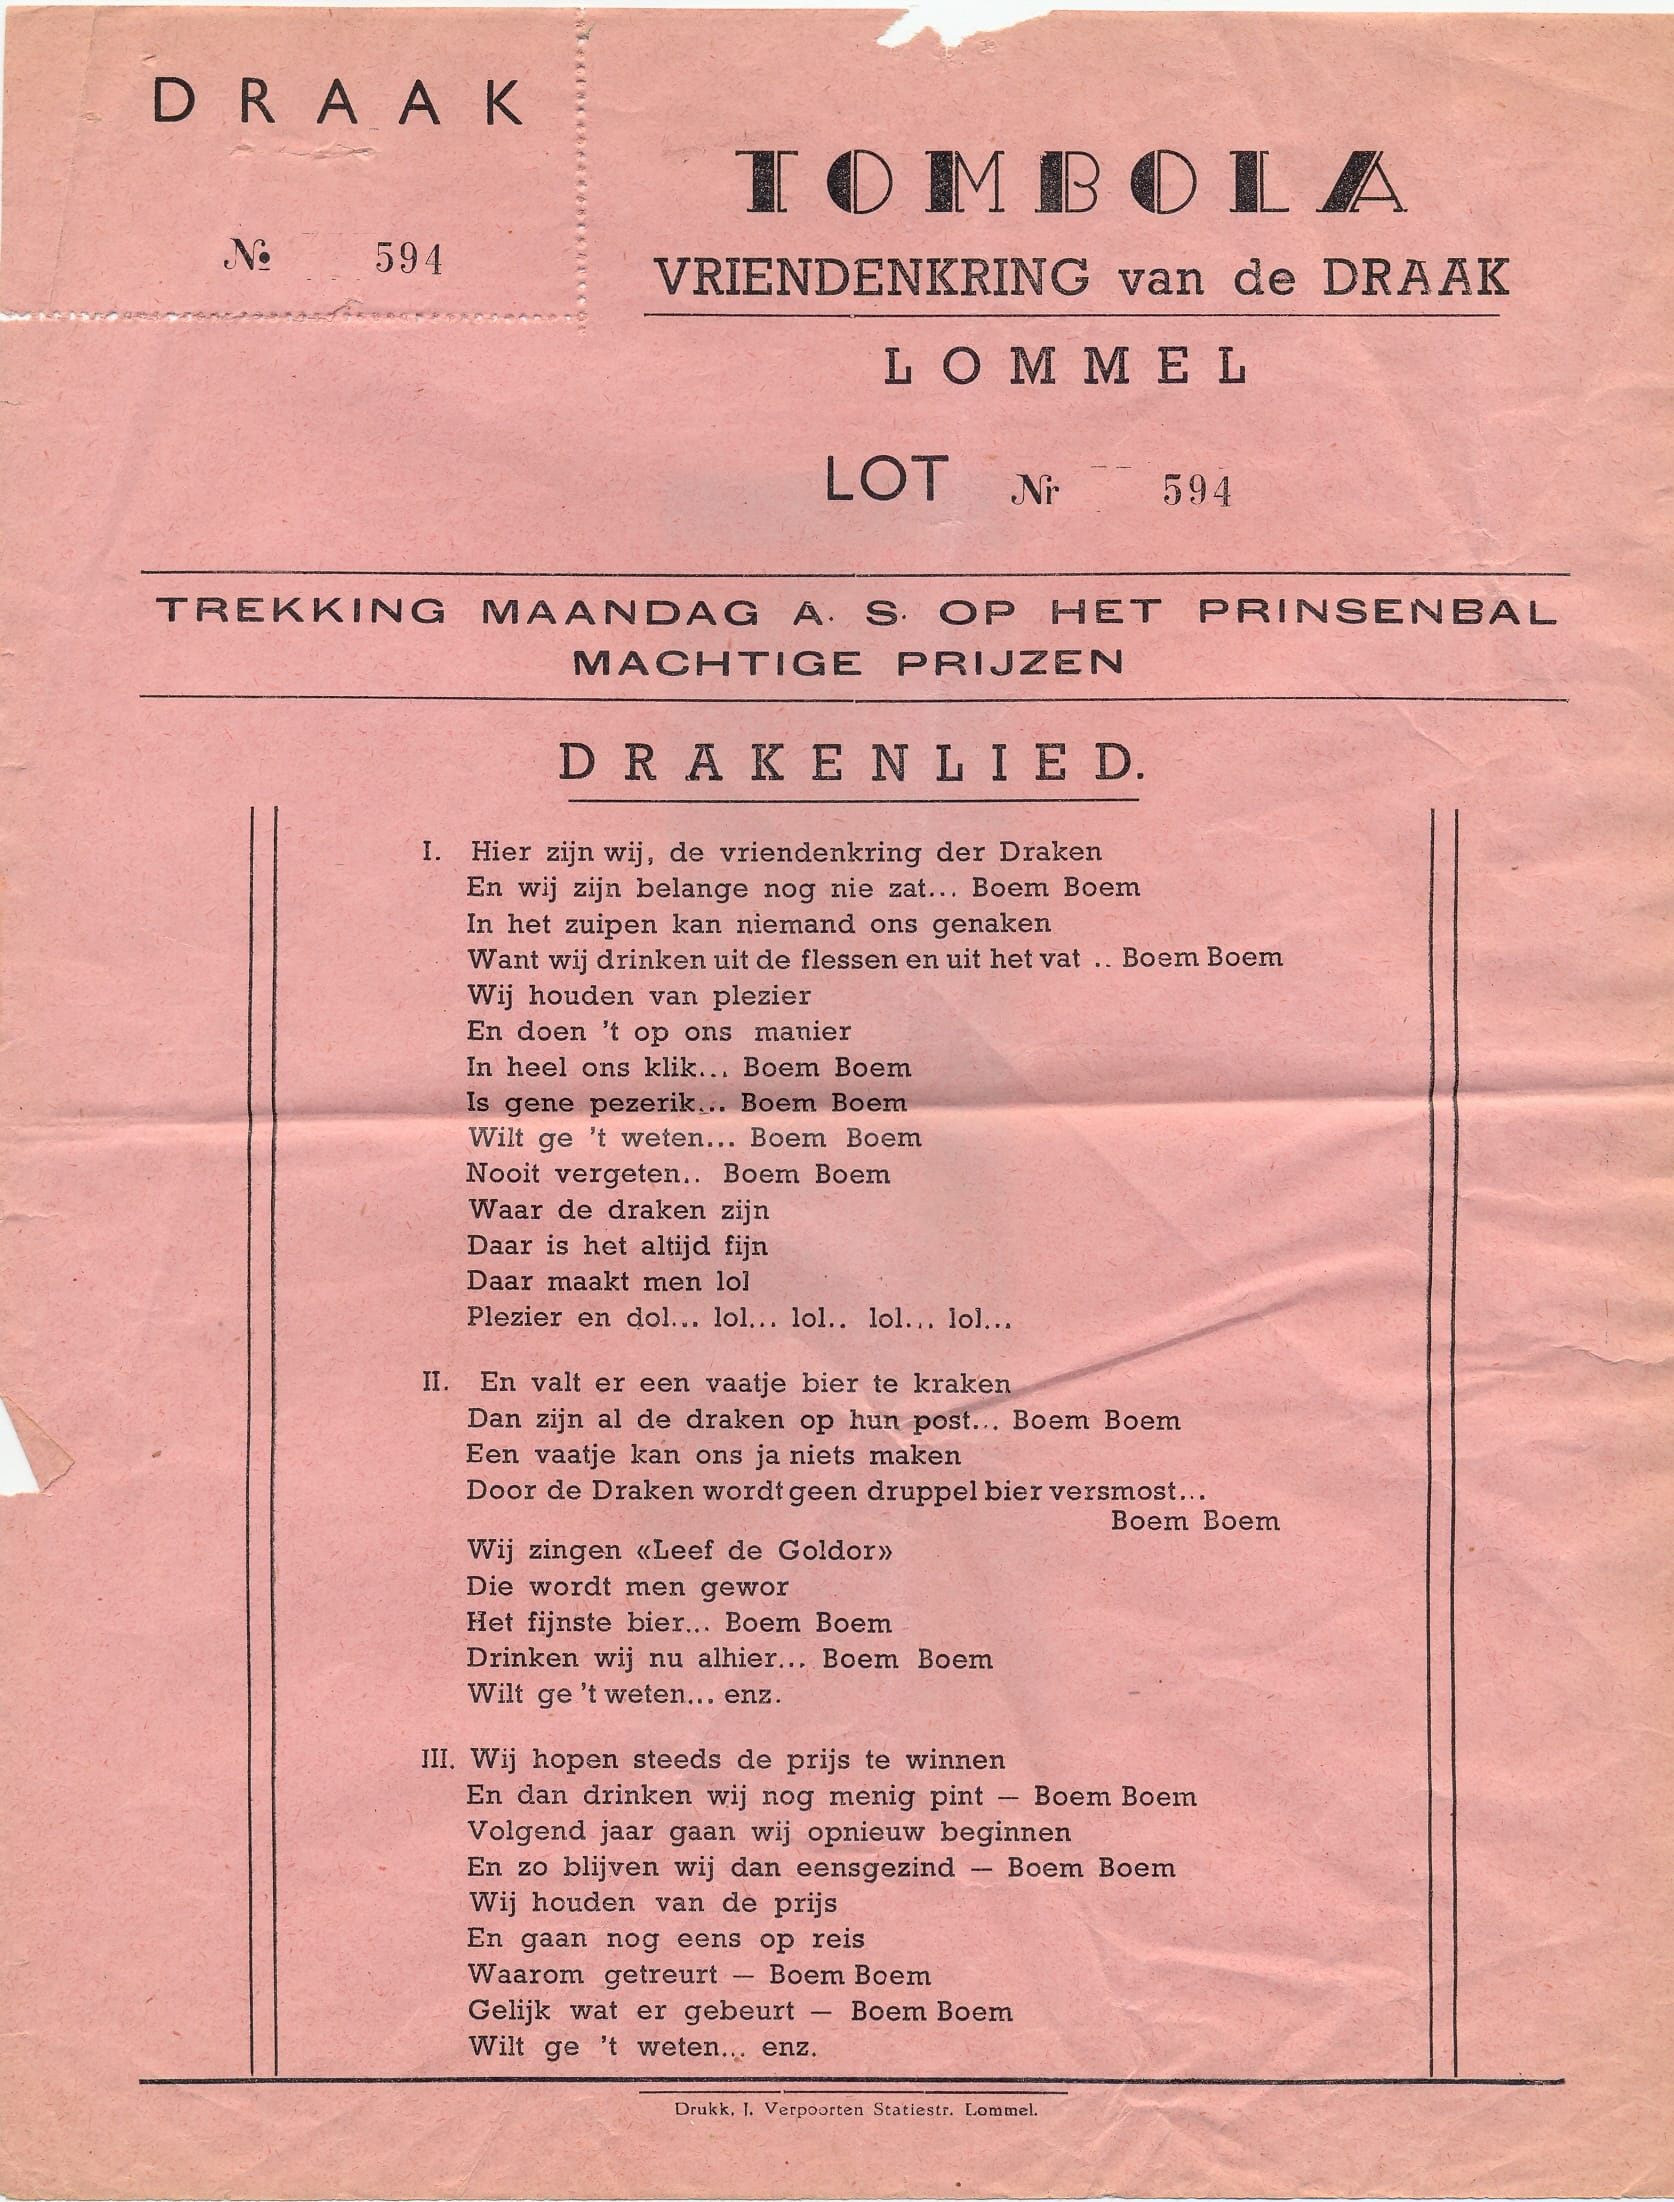 DRAAK
№ 594
TOMBOLA
VRIENDENKRING van de DRAAK
LOMMEL
LOT Nr 594
TREKKING MAANDAG A. S. OP HET PRINSENBAL
MACHTIGE PRIJZEN
DRAKENLIED.
I. Hier zijn wij, de vriendenkring der Draken
En wij zijn belange nog nie zat... Boem Boem
In het zuipen kan niemand ons genaken
Want wij drinken uit de flessen en uit het vat .. Boem Boem
Wij houden van plezier
En doen 't op ons manier
In heel ons klik... Boem Boem
Is gene pezerik... Boem Boem
Wilt ge 't weten... Boem Boem
Nooit vergeten.. Boem Boem
Waar de draken zijn
Daar is het altijd fijn
Daar maakt men lol
Plezier en dol... lol... lol.. lol... lol...
II. En valt er een vaatje bier te kraken
Dan zijn al de draken op hun post... Boem Boem
Een vaatje kan ons ja niets maken
Door de Draken wordt geen druppel bier versmost...
Boem Boem
Wij zingen «Leef de Goldor»
Die wordt men gewor
Het fijnste bier... Boem Boem
Drinken wij nu alhier... Boem Boem
Wilt ge 't weten... enz.
III. Wij hopen steeds de prijs te winnen
En dan drinken wij nog menig pint — Boem Boem
Volgend jaar gaan wij opnieuw beginnen
En zo blijven wij dan eensgezind — Boem Boem
Wij houden van de prijs
En gaan nog eens op reis
Waarom getreurt — Boem Boem
Gelijk wat er gebeurt — Boem Boem
Wilt ge 't weten... enz.
Drukk. J. Verpoorten Statiestr. Lommel.